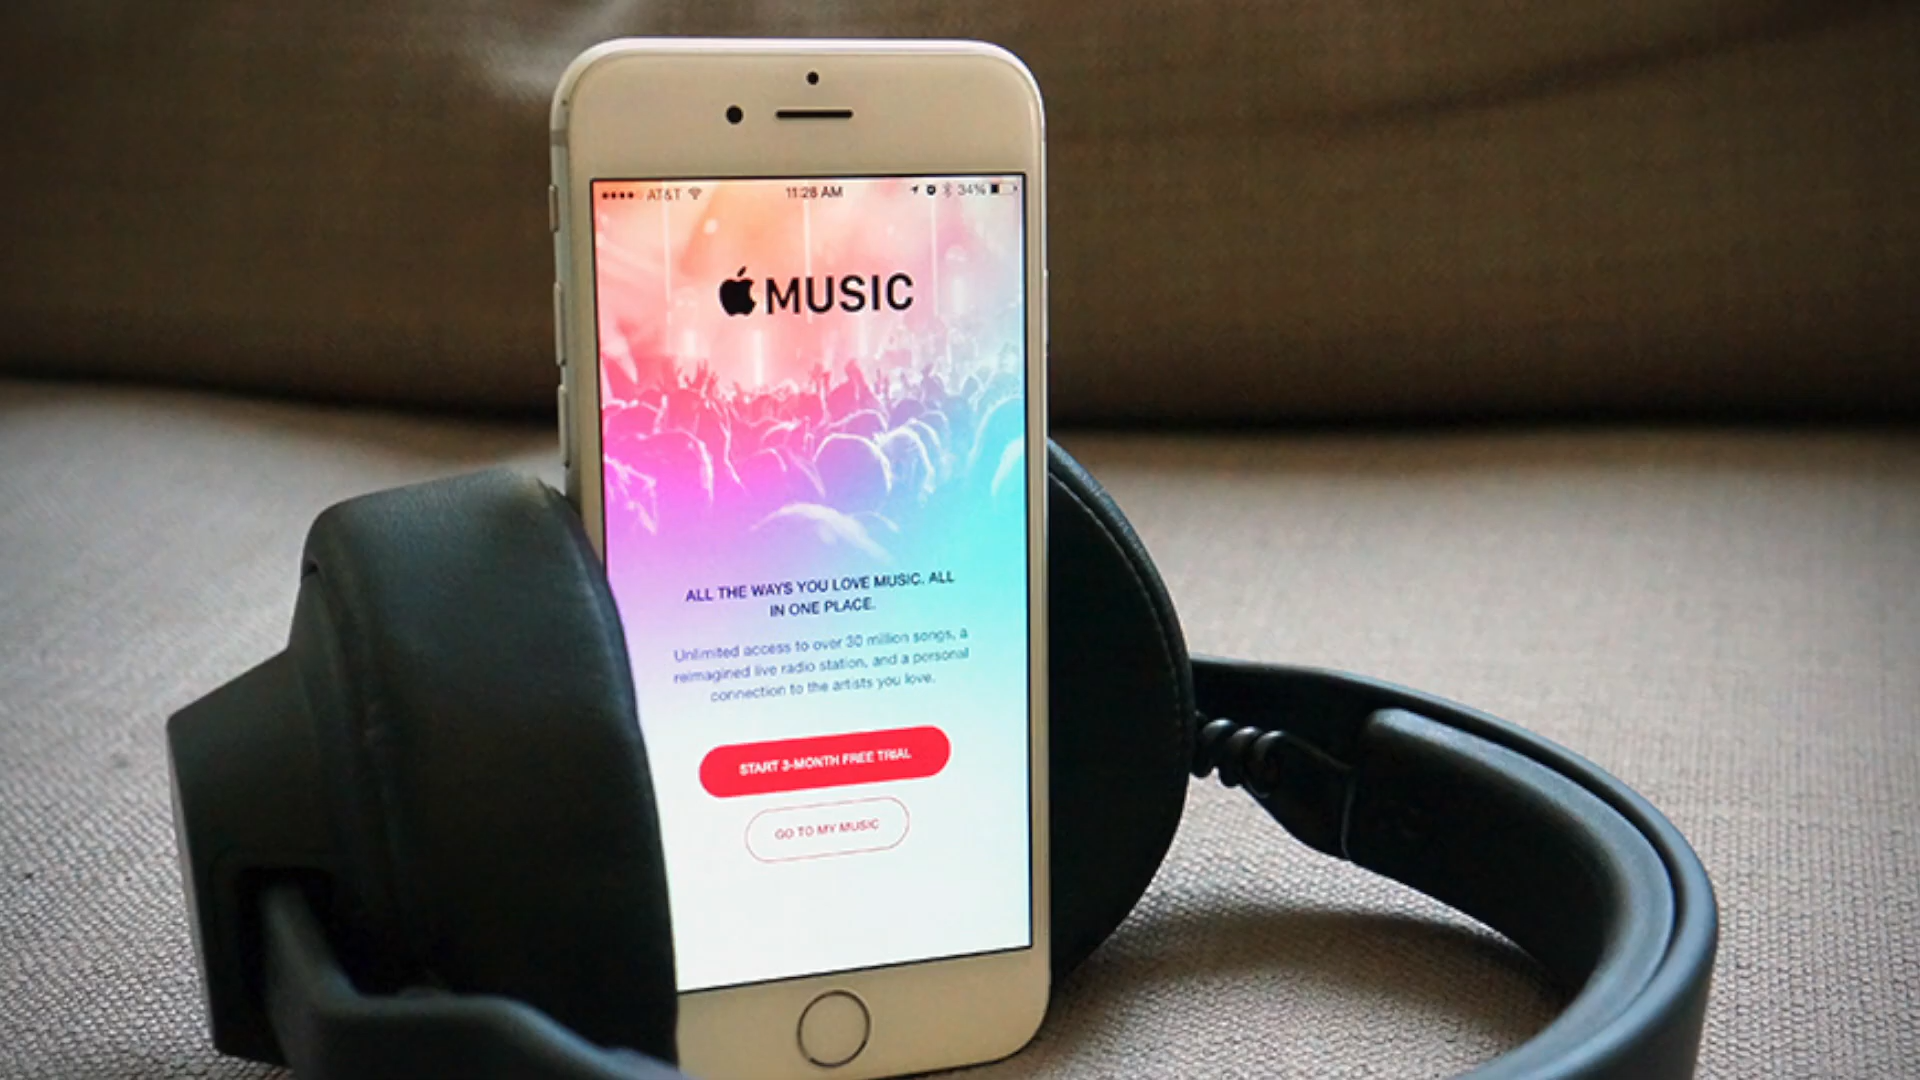 AT&T 11:28 AM 34%
MUSIC
ALL THE WAYS YOU LOVE MUSIC. ALL
IN ONE PLACE.
Unlimited access to over 30 million songs, a
reimagined live radio station, and a personal
connection to the artists you love.
START 3-MONTH FREE TRIAL
GO TO MY MUSIC